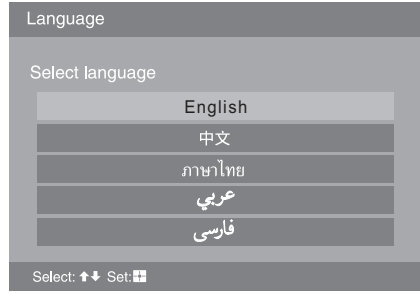 Language
Select language
English
中文
ภาษาไทย
عربي
فارسی
Select: ⬆⬇ Set: